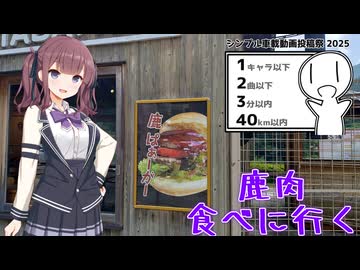 シンプル車載動画投稿祭 2025
1キャラ以下
2曲以下
3分以内
40km以内
鹿ばぁーがー
鹿肉
食べに行く